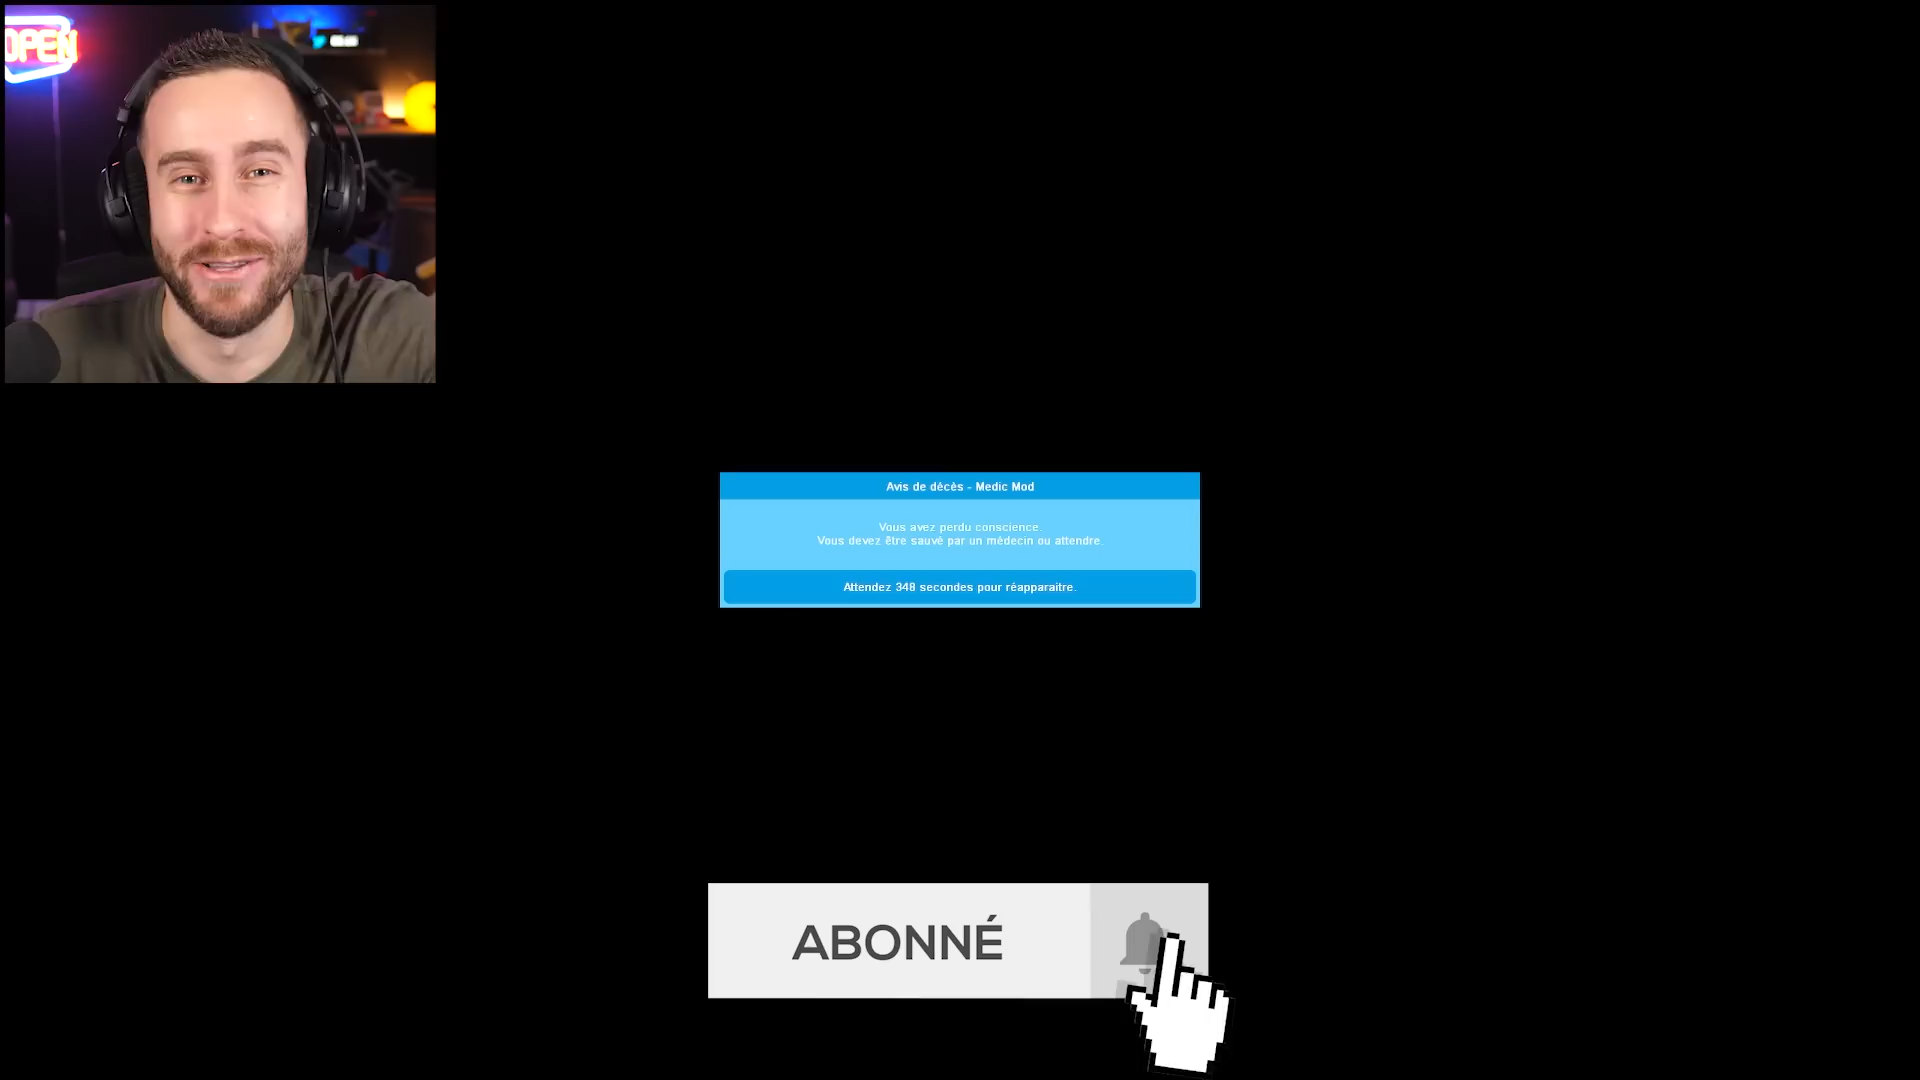 OPEN
Avis de décès - Medic Mod
Vous avez perdu conscience.
Vous devez être sauvé par un médecin ou attendre.
Attendez 348 secondes pour réapparaître.
ABONNÉ